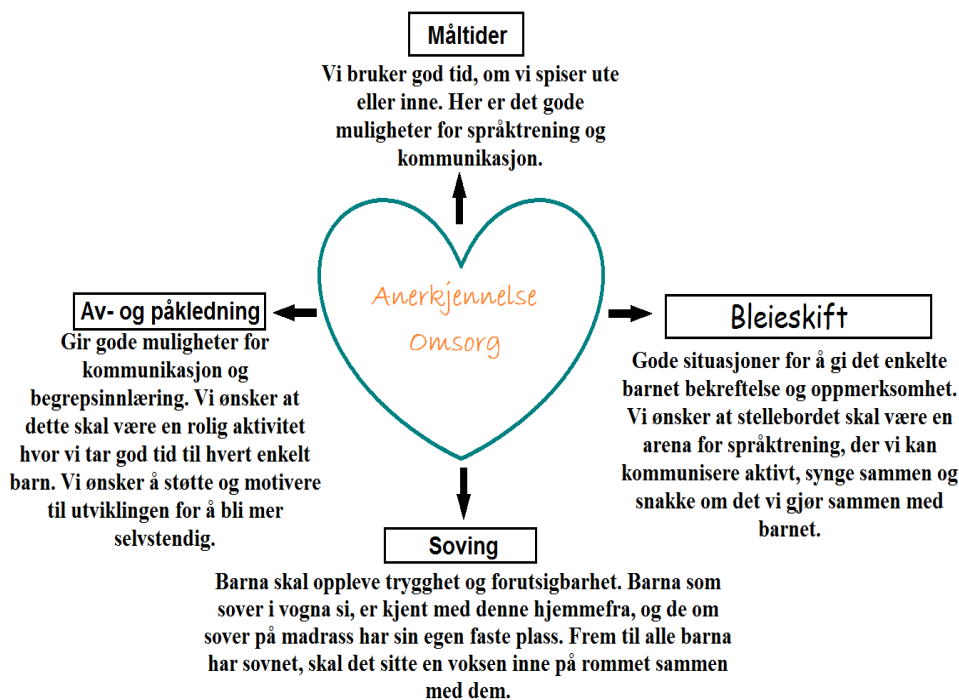 Måltider
Vi bruker god tid, om vi spiser ute
eller inne. Her er det gode
muligheter for språktrening og
kommunikasjon.
Anerkjennelse
Omsorg
Av- og påkledning
Gir gode muligheter for
kommunikasjon og
begrepsinnlæring. Vi ønsker at
dette skal være en rolig aktivitet
hvor vi tar god tid til hvert enkelt
barn. Vi ønsker å støtte og motivere
til utviklingen for å bli mer
selvstendig.
Bleieskift
Gode situasjoner for å gi det enkelte
barnet bekreftelse og oppmerksomhet.
Vi ønsker at stellebordet skal være en
arena for språktrening, der vi kan
kommunisere aktivt, synge sammen og
snakke om det vi gjør sammen med
barnet.
Soving
Barna skal oppleve trygghet og forutsigbarhet. Barna som
sover i vogna si, er kjent med denne hjemmefra, og de om
sover på madrass har sin egen faste plass. Frem til alle barna
har sovnet, skal det sitte en voksen inne på rommet sammen
med dem.